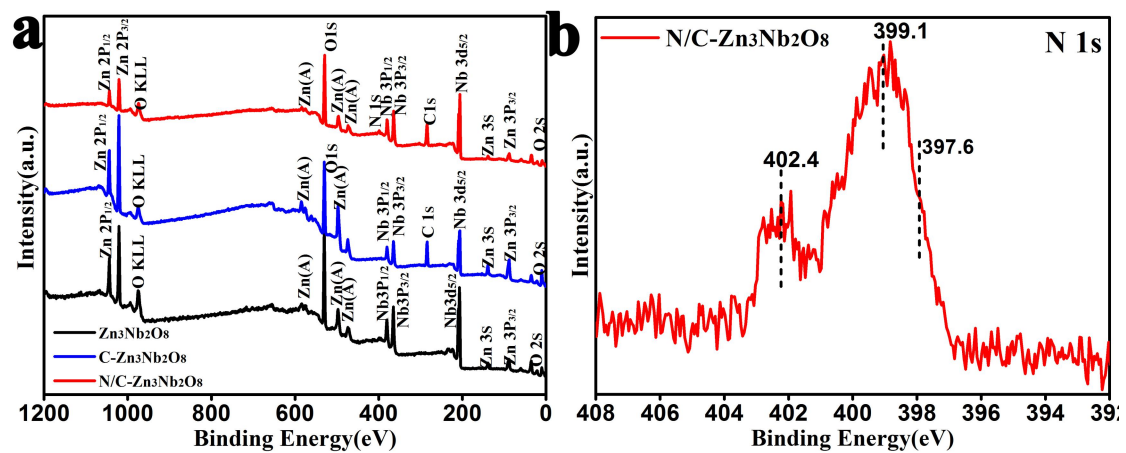 a
Intensity(a.u.)
Zn 2P1/2
Zn 2P3/2
O KLL
Zn(A)
O1s
Zn(A)
Zn(A)
N 1s
Nb 3P1/2
Nb 3P3/2
C1s
Nb 3d5/2
Zn 3S
Zn 3P3/2
O 2S
Zn 2P1/2
O KLL
Zn(A)
O1s
Zn(A)
Nb 3P1/2
Nb 3P3/2
C 1s
Nb 3d5/2
Zn 3S
Zn 3P3/2
O 2S
Zn 2P1/2
O KLL
Zn(A)
Zn(A)
Zn(A)
Nb3P1/2
Nb3P3/2
Nb3d5/2
Zn 3S
Zn 3P3/2
O 2S
Zn3Nb2O8
C-Zn3Nb2O8
N/C-Zn3Nb2O8
1200 1000 800 600 400 200 0
Binding Energy(eV)
b
Intensity(a.u.)
N/C-Zn3Nb2O8
N 1s
399.1
402.4
397.6
408 406 404 402 400 398 396 394 392
Binding Energy(eV)